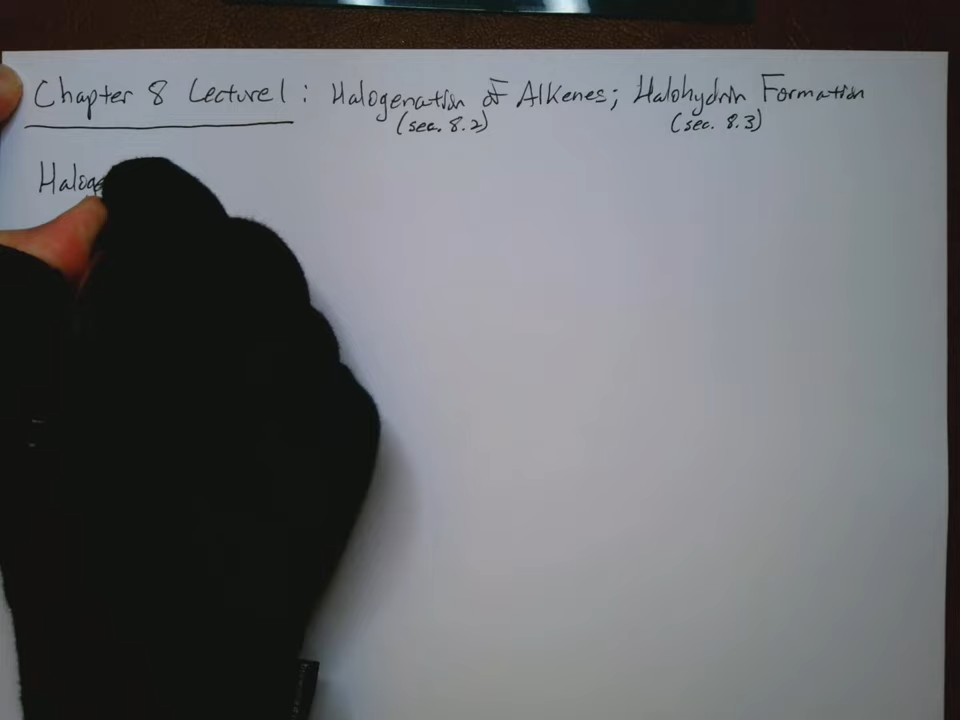 Chapter 8 Lecture 1 : Halogenation of Alkenes; Halohydrin Formation
(sec. 8.2) (sec. 8.3)